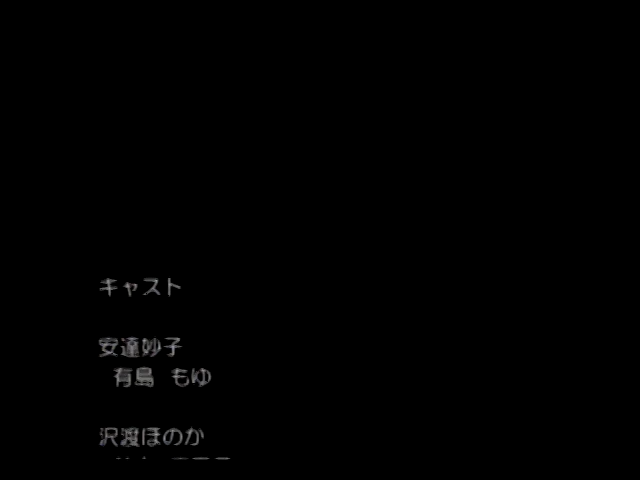 キャスト
安達妙子
有島 もゆ
沢渡ほのか